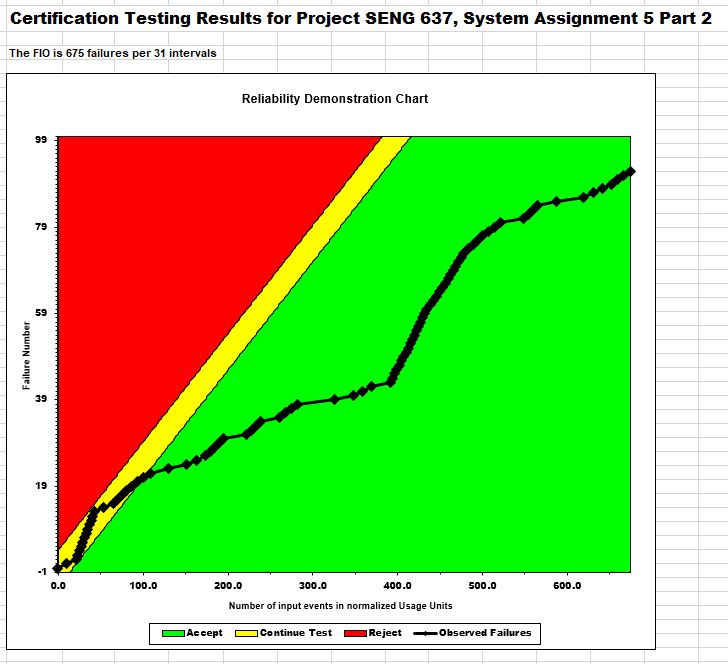 Certification Testing Results for Project SENG 637, System Assignment 5 Part 2
The FIO is 675 failures per 31 intervals
Reliability Demonstration Chart
99
79
59
39
19
-1
Failure Number
0.0 100.0 200.0 300.0 400.0 500.0 600.0
Number of input events in normalized Usage Units
Accept Continue Test Reject Observed Failures